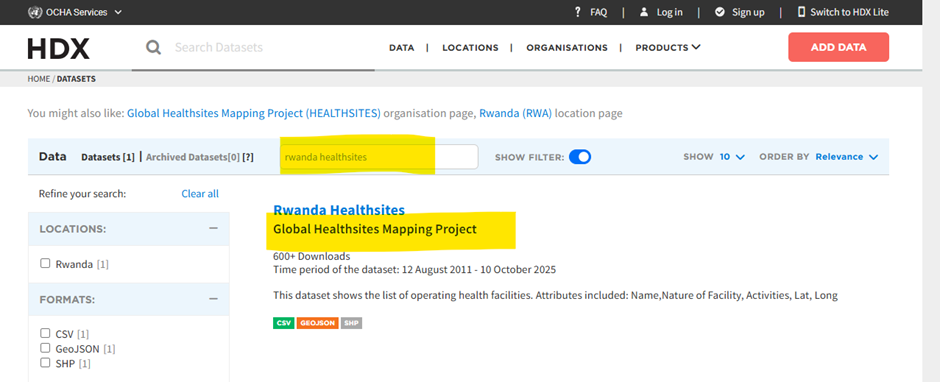 OCHA Services
? FAQ | Log in | Sign up | Switch to HDX Lite
HDX Search Datasets DATA | LOCATIONS | ORGANISATIONS | PRODUCTS ADD DATA
HOME / DATASETS
You might also like: Global Healthsites Mapping Project (HEALTHSITES) organisation page, Rwanda (RWA) location page
Data Datasets [1] | Archived Datasets[0] [?] rwanda healthsites SHOW FILTER: SHOW 10 ORDER BY Relevance
Refine your search: Clear all
LOCATIONS: −
Rwanda [1]
FORMATS: −
CSV [1]
GeoJSON [1]
SHP [1]
Rwanda Healthsites
Global Healthsites Mapping Project
600+ Downloads
Time period of the dataset: 12 August 2011 - 10 October 2025
This dataset shows the list of operating health facilities. Attributes included: Name,Nature of Facility, Activities, Lat, Long
CSV GEOJSON SHP